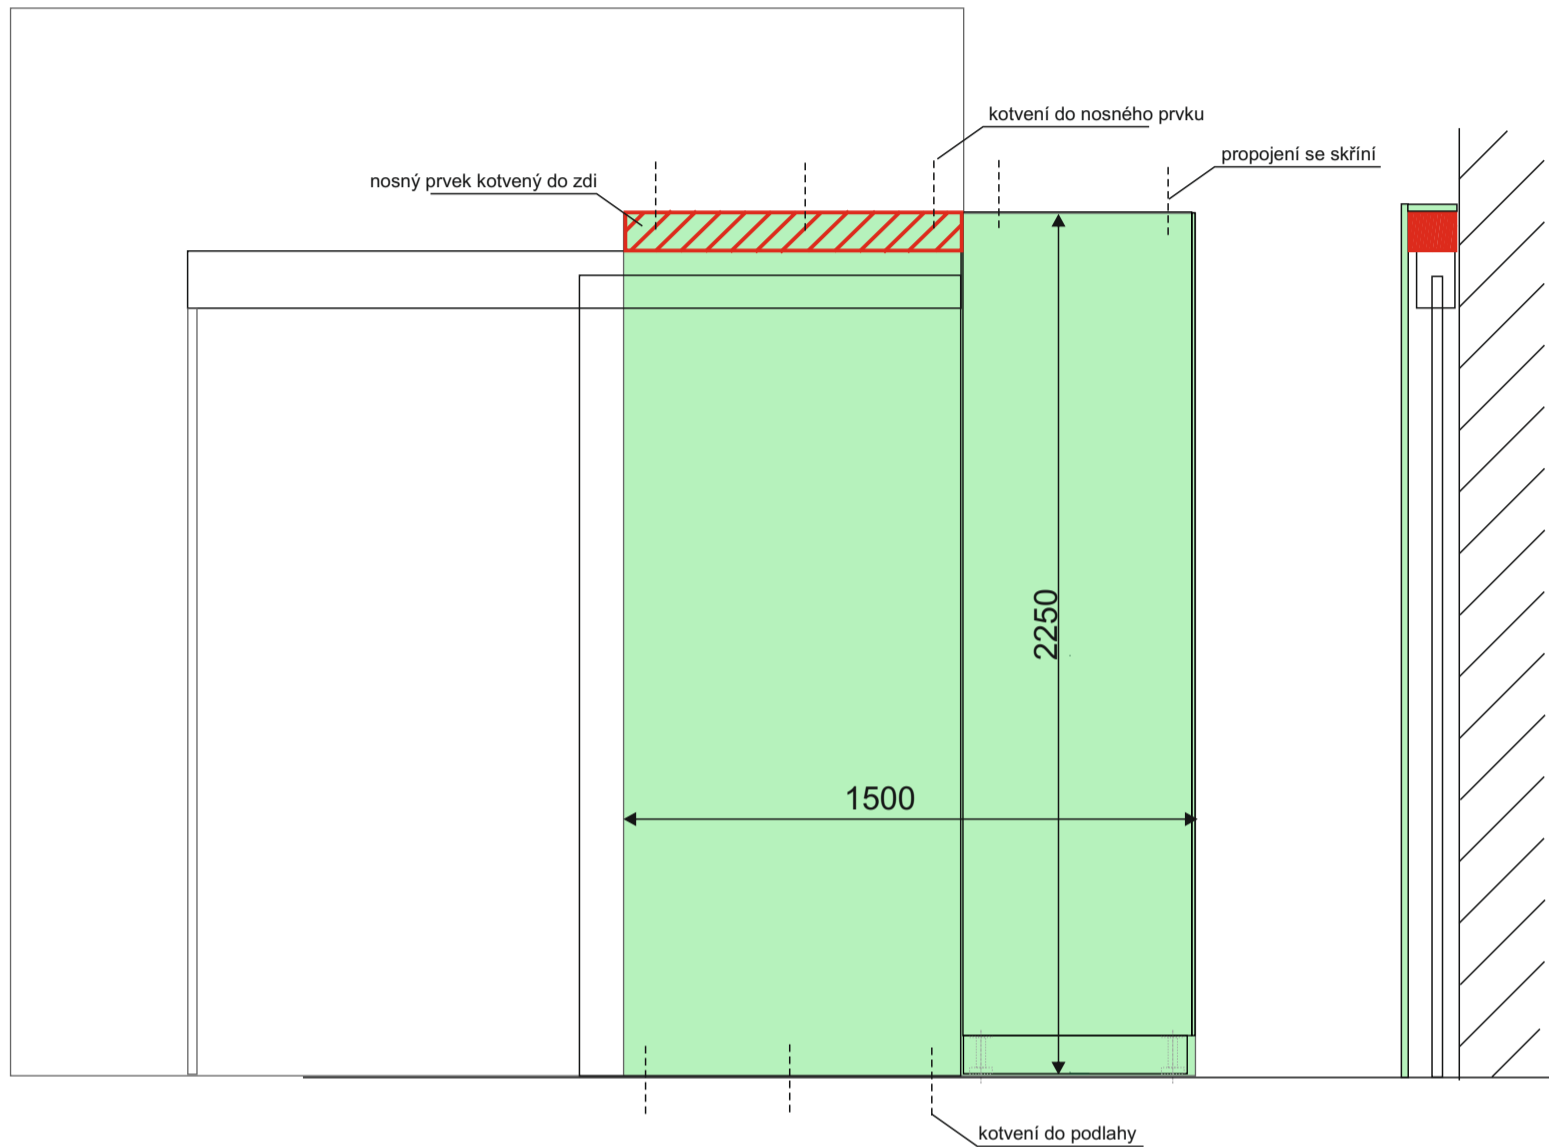 kotvení do nosného prvku
propojení se skříní
nosný prvek kotvený do zdi
2250
1500
kotvení do podlahy